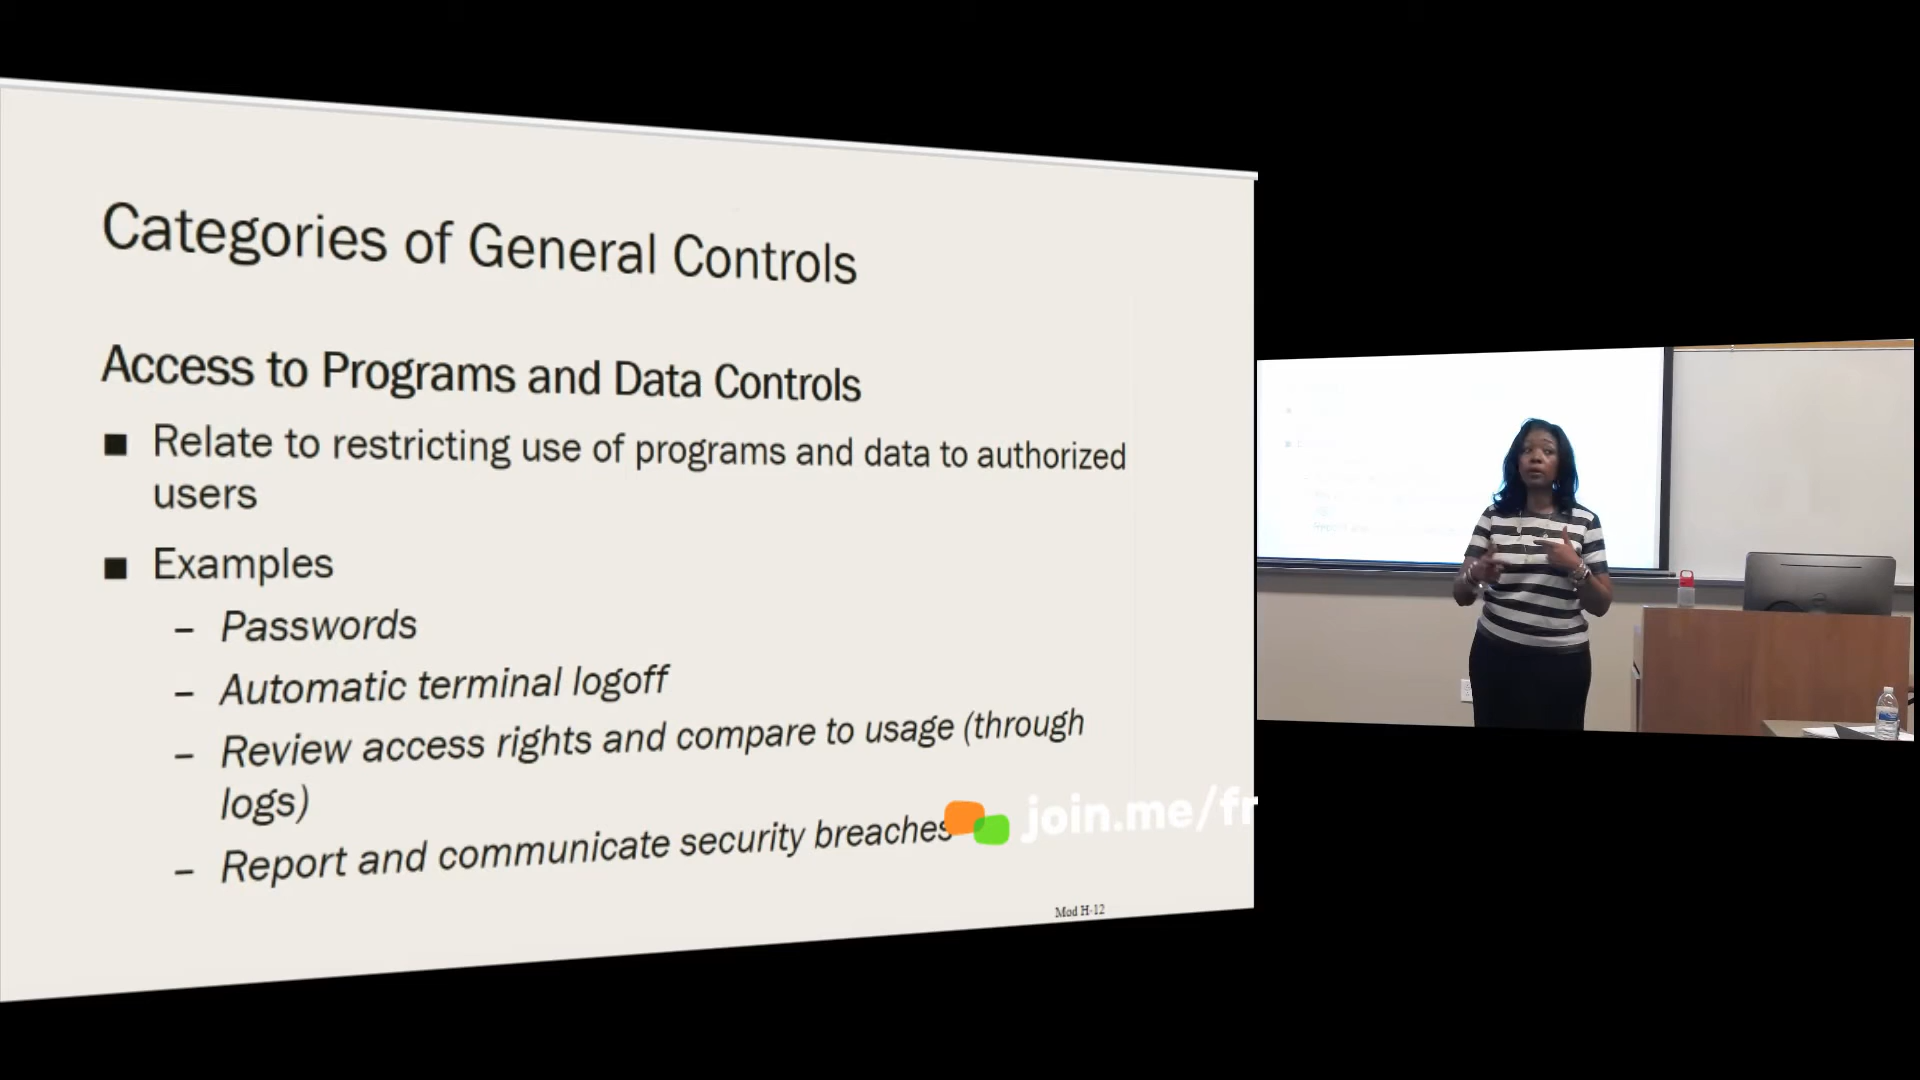 Categories of General Controls
Access to Programs and Data Controls
■ Relate to restricting use of programs and data to authorized
users
■ Examples
– Passwords
– Automatic terminal logoff
– Review access rights and compare to usage (through
logs)
– Report and communicate security breaches
join.me/fr
Mod H-12